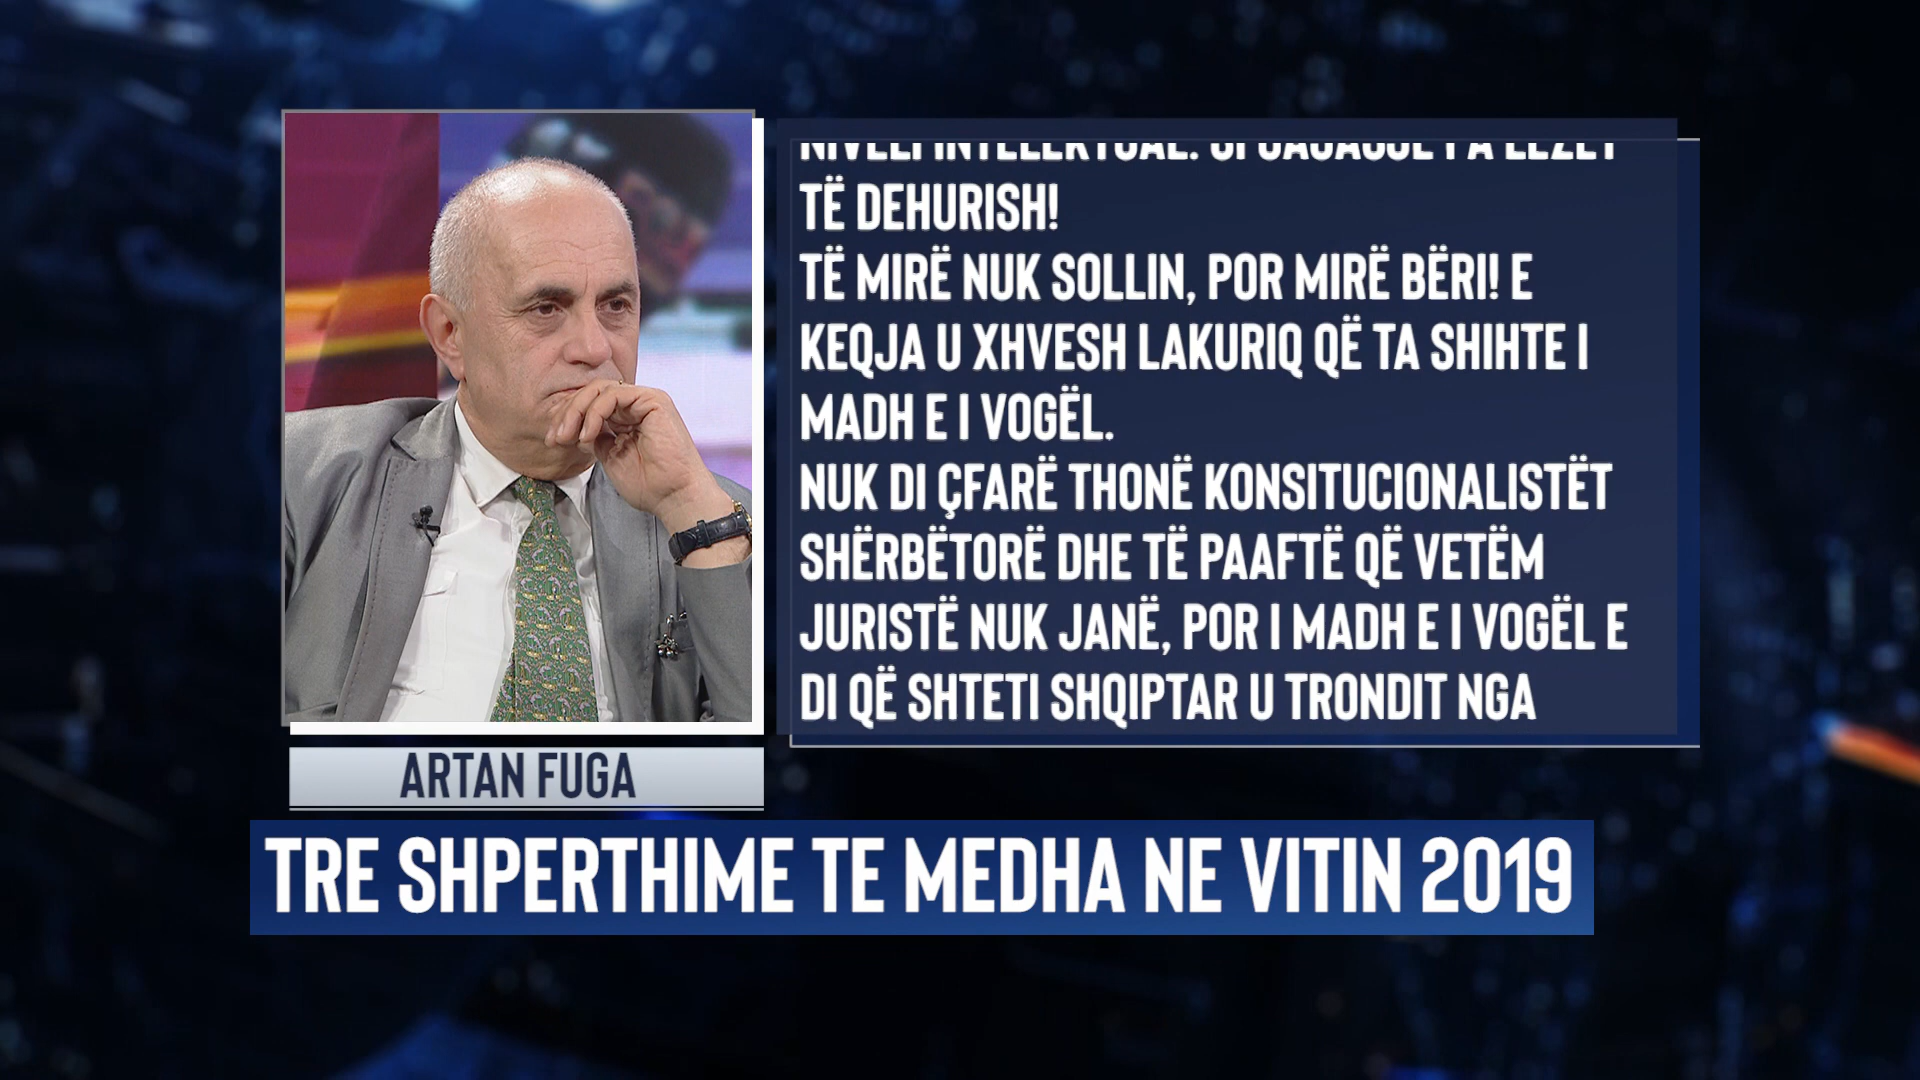 TË DEHURISH!
TË MIRË NUK SOLLIN, POR MIRË BËRI! E
KEQJA U XHVESH LAKURIQ QË TA SHIHTE I
MADH E I VOGËL.
NUK DI ÇFARË THONË KONSITUCIONALISTËT
SHËRBËTORË DHE TË PAAFTË QË VETËM
JURISTË NUK JANË, POR I MADH E I VOGËL E
DI QË SHTETI SHQIPTAR U TRONDIT NGA
ARTAN FUGA
TRE SHPERTHIME TE MEDHA NE VITIN 2019